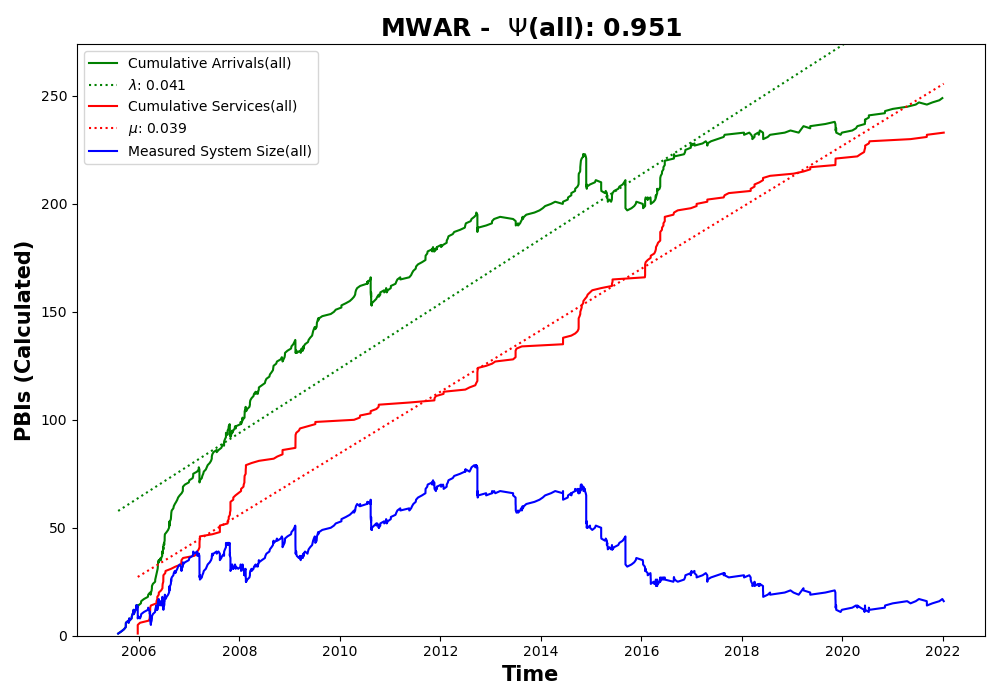 MWAR - Ψ(all): 0.951
Cumulative Arrivals(all)
λ: 0.041
Cumulative Services(all)
μ: 0.039
Measured System Size(all)
PBIs (Calculated)
250
200
150
100
50
0
2006 2008 2010 2012 2014 2016 2018 2020 2022
Time